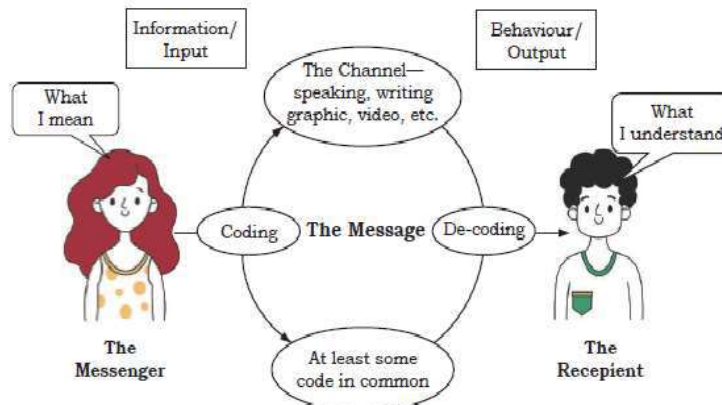 Information/
Input
Behaviour/
Output
The Channel—
speaking, writing
graphic, video, etc.
What
I mean
What
I understand
Coding
The Message
De-coding
The
Messenger
At least some
code in common
The
Recepient